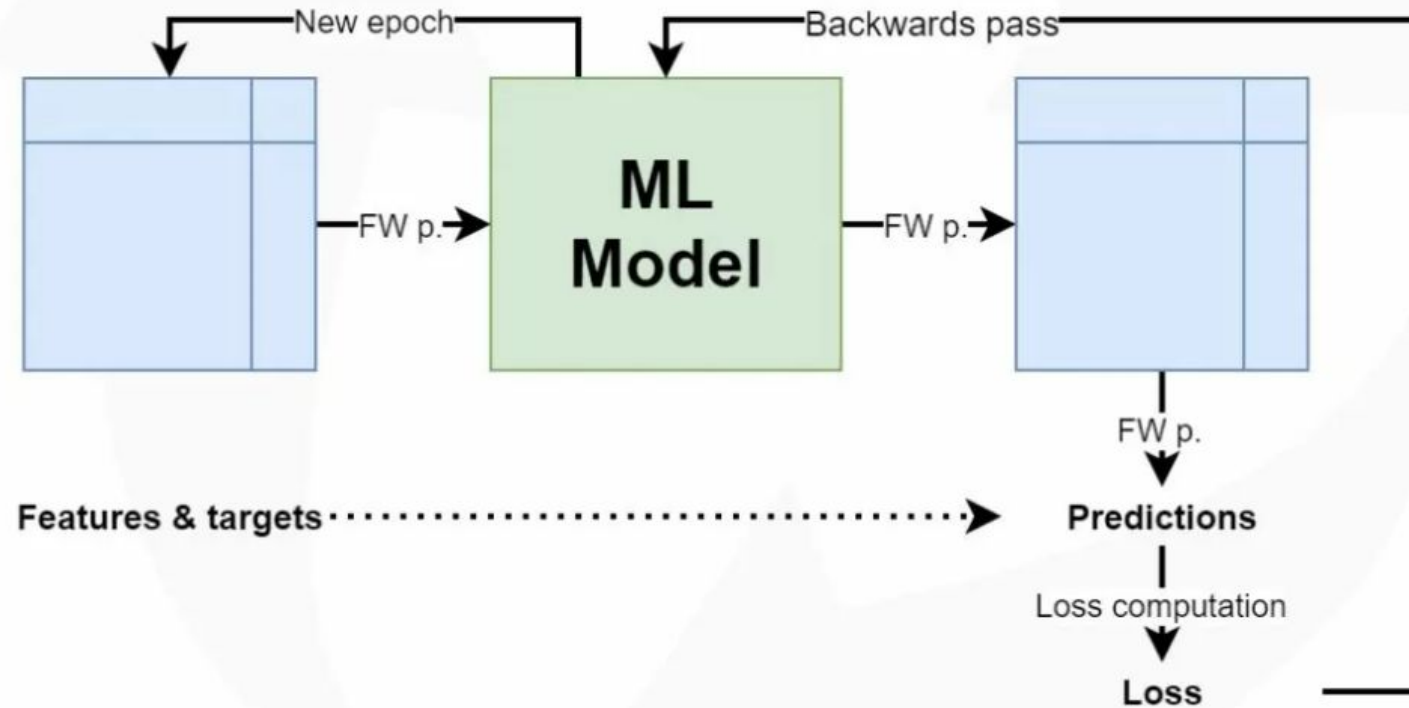 New epoch
Backwards pass
ML
Model
FW p.
FW p.
FW p.
Features & targets
Predictions
Loss computation
Loss